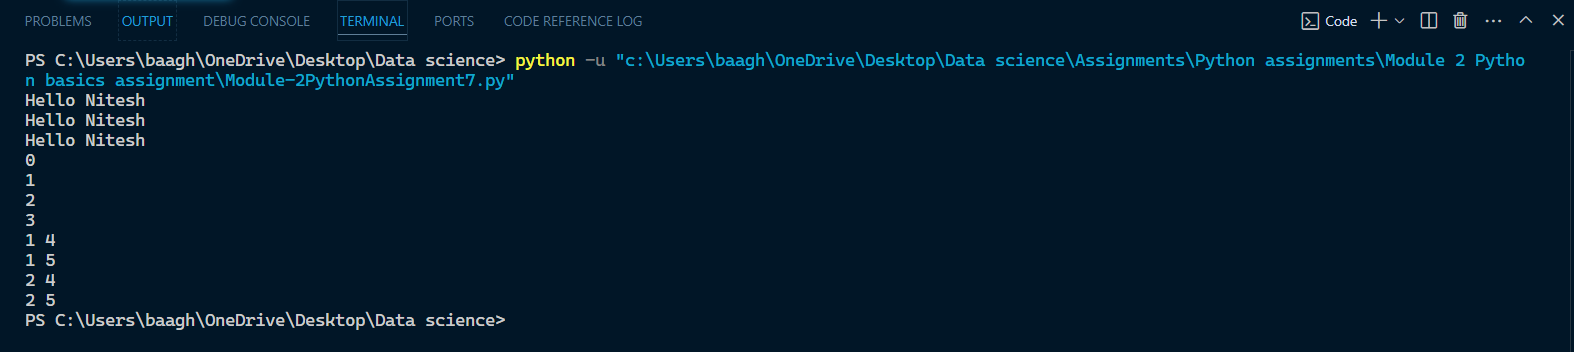 PROBLEMS OUTPUT DEBUG CONSOLE TERMINAL PORTS CODE REFERENCE LOG Code
PS C:\Users\baagh\OneDrive\Desktop\Data science> python -u "c:\Users\baagh\OneDrive\Desktop\Data science\Assignments\Python assignments\Module 2 Pytho
n basics assignment\Module-2PythonAssignment7.py"
Hello Nitesh
Hello Nitesh
Hello Nitesh
0
1
2
3
1 4
1 5
2 4
2 5
PS C:\Users\baagh\OneDrive\Desktop\Data science>